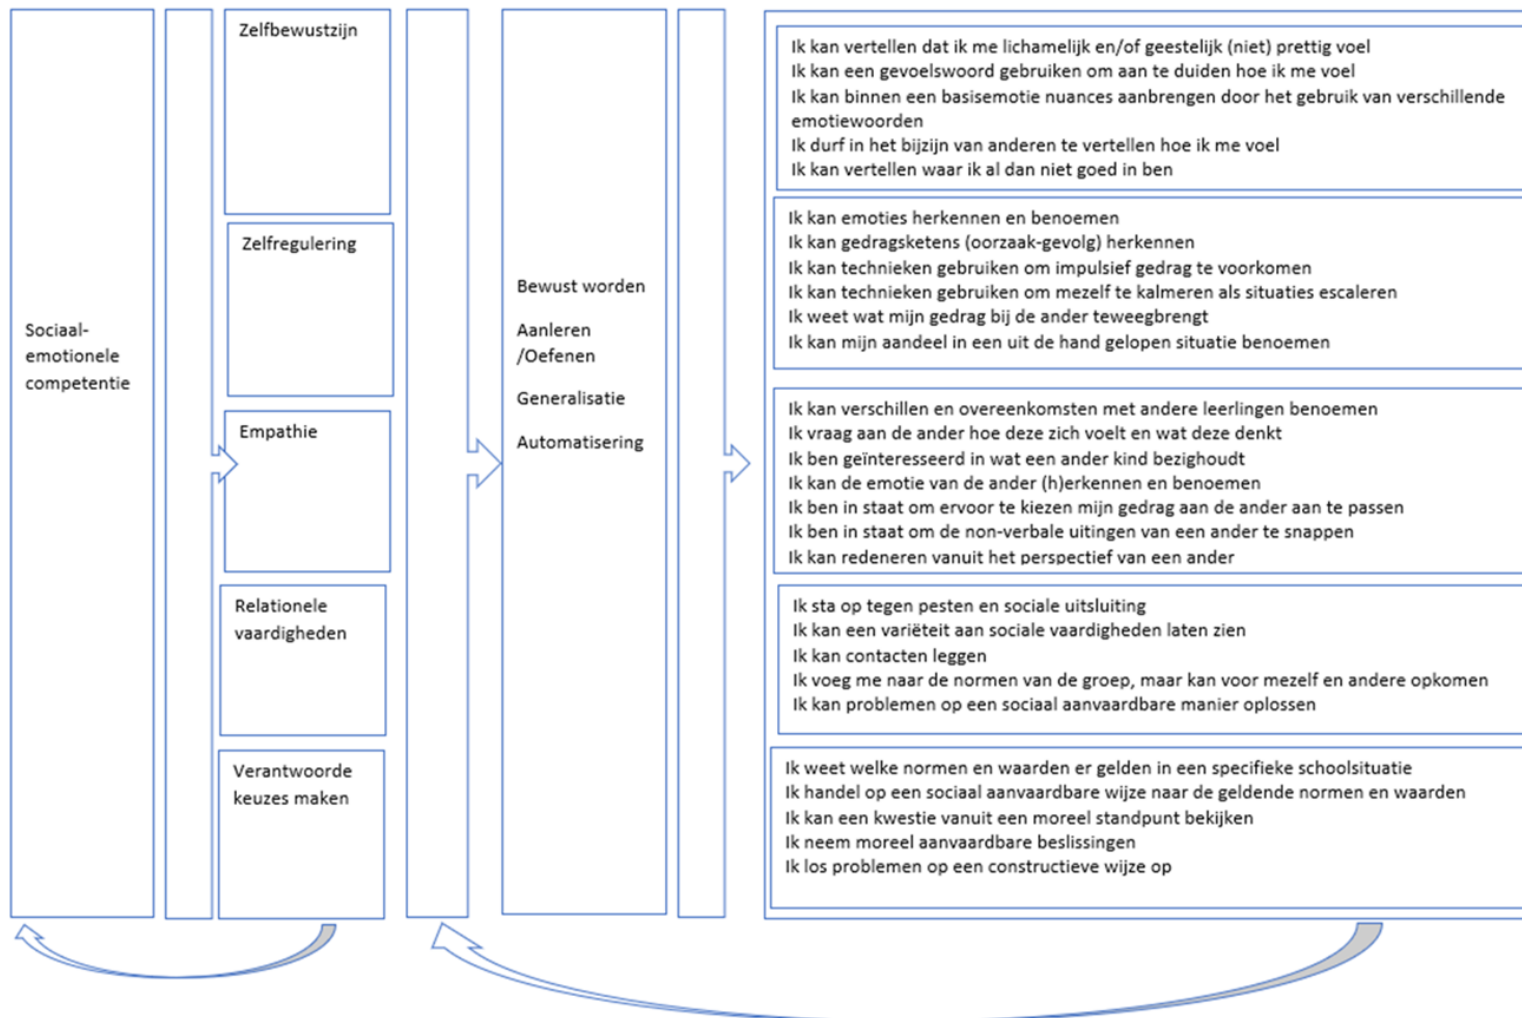 Sociaal-
emotionele
competentie
Zelfbewustzijn
Zelfregulering
Empathie
Relationele
vaardigheden
Verantwoorde
keuzes maken
Bewust worden
Aanleren
/Oefenen
Generalisatie
Automatisering
Ik kan vertellen dat ik me lichamelijk en/of geestelijk (niet) prettig voel
Ik kan een gevoelswoord gebruiken om aan te duiden hoe ik me voel
Ik kan binnen een basisemotie nuances aanbrengen door het gebruik van verschillende
emotiewoorden
Ik durf in het bijzijn van anderen te vertellen hoe ik me voel
Ik kan vertellen waar ik al dan niet goed in ben
Ik kan emoties herkennen en benoemen
Ik kan gedragsketens (oorzaak-gevolg) herkennen
Ik kan technieken gebruiken om impulsief gedrag te voorkomen
Ik kan technieken gebruiken om mezelf te kalmeren als situaties escaleren
Ik weet wat mijn gedrag bij de ander teweegbrengt
Ik kan mijn aandeel in een uit de hand gelopen situatie benoemen
Ik kan verschillen en overeenkomsten met andere leerlingen benoemen
Ik vraag aan de ander hoe deze zich voelt en wat deze denkt
Ik ben geïnteresseerd in wat een ander kind bezighoudt
Ik kan de emotie van de ander (h)erkennen en benoemen
Ik ben in staat om ervoor te kiezen mijn gedrag aan de ander aan te passen
Ik ben in staat om de non-verbale uitingen van een ander te snappen
Ik kan redeneren vanuit het perspectief van een ander
Ik sta op tegen pesten en sociale uitsluiting
Ik kan een variëteit aan sociale vaardigheden laten zien
Ik kan contacten leggen
Ik voeg me naar de normen van de groep, maar kan voor mezelf en andere opkomen
Ik kan problemen op een sociaal aanvaardbare manier oplossen
Ik weet welke normen en waarden er gelden in een specifieke schoolsituatie
Ik handel op een sociaal aanvaardbare wijze naar de geldende normen en waarden
Ik kan een kwestie vanuit een moreel standpunt bekijken
Ik neem moreel aanvaardbare beslissingen
Ik los problemen op een constructieve wijze op